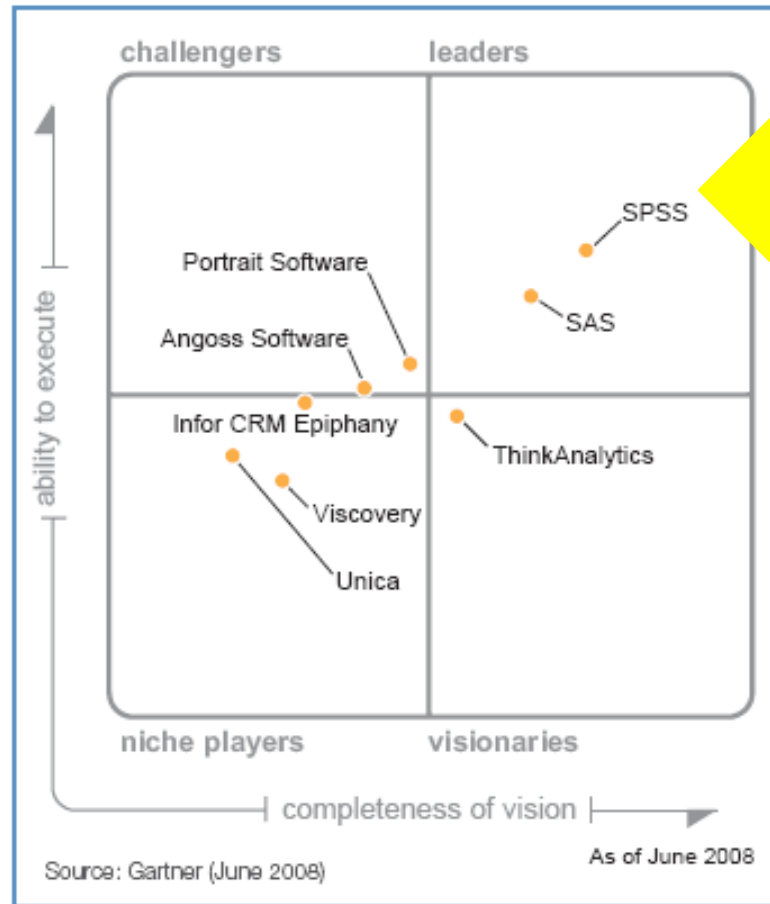 challengers
leaders
SPSS
Portrait Software
SAS
Angoss Software
Infor CRM Epiphany
ThinkAnalytics
Viscovery
Unica
ability to execute
niche players
visionaries
completeness of vision
As of June 2008
Source: Gartner (June 2008)